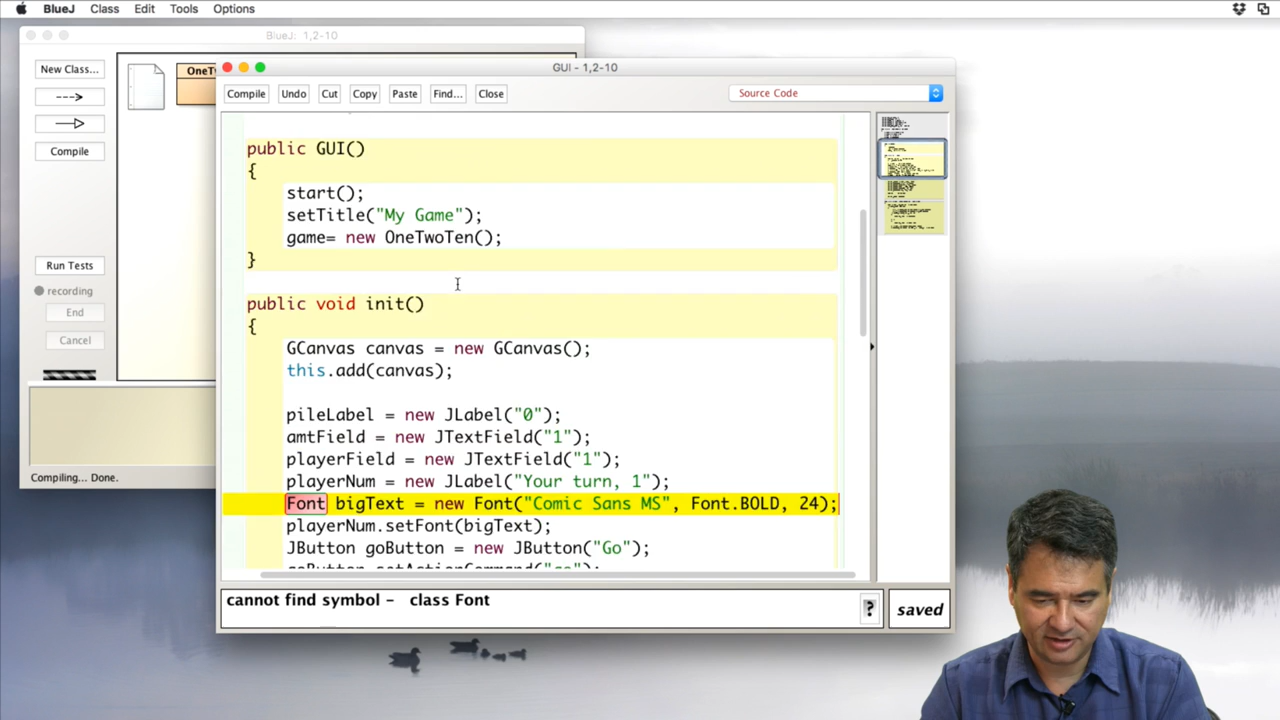 BlueJ Class Edit Tools Options
BlueJ: 1,2-10
New Class...
--->
Compile
Run Tests
recording
End
Cancel
Compiling... Done.
OneTw
GUI - 1,2-10
Compile Undo Cut Copy Paste Find... Close Source Code
public GUI()
{
start();
setTitle("My Game");
game= new OneTwoTen();
}
public void init()
{
GCanvas canvas = new GCanvas();
this.add(canvas);
pileLabel = new JLabel("0");
amtField = new JTextField("1");
playerField = new JTextField("1");
playerNum = new JLabel("Your turn, 1");
Font bigText = new Font("Comic Sans MS", Font.BOLD, 24);
playerNum.setFont(bigText);
JButton goButton = new JButton("Go");
goButton.setActionCommand("go");
cannot find symbol - class Font
? saved